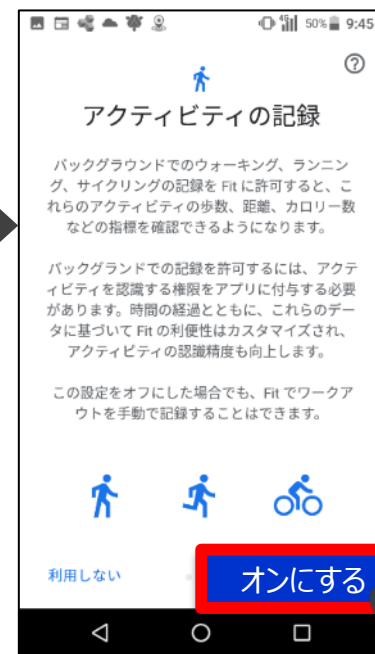 50% 9:45
アクティビティの記録
バックグラウンドでのウォーキング、ランニン
グ、サイクリングの記録を Fit に許可すると、こ
れらのアクティビティの歩数、距離、カロリー数
などの指標を確認できるようになります。
バックグランドでの記録を許可するには、アクテ
ィビティを認識する権限をアプリに付与する必要
があります。時間の経過とともに、これらのデー
タに基づいて Fit の利便性はカスタマイズされ、
アクティビティの認識精度も向上します。
この設定をオフにした場合でも、Fit でワークア
ウトを手動で記録することはできます。
利用しない
オンにする